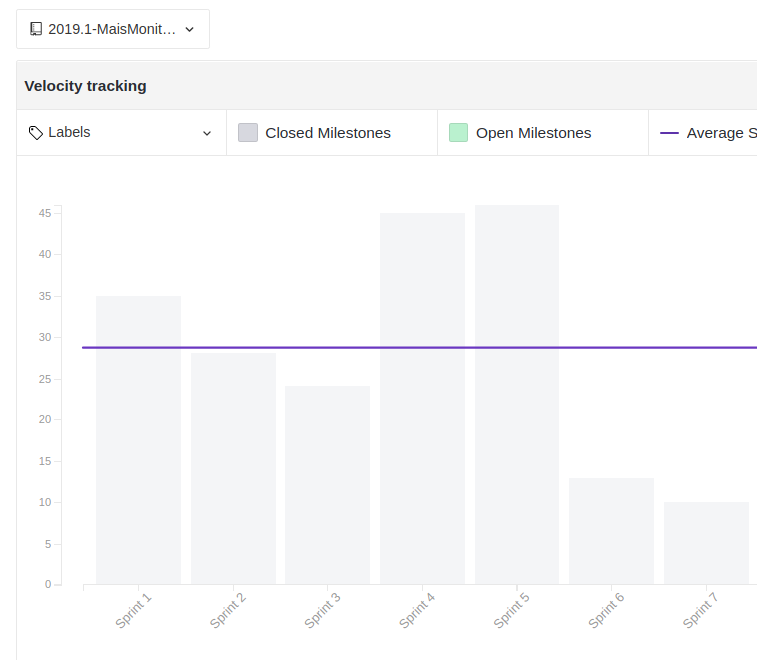 2019.1-MaisMonit...
Velocity tracking
Labels
Closed Milestones
Open Milestones
Average S
45
40
35
30
25
20
15
10
5
0
Sprint 1
Sprint 2
Sprint 3
Sprint 4
Sprint 5
Sprint 6
Sprint 7